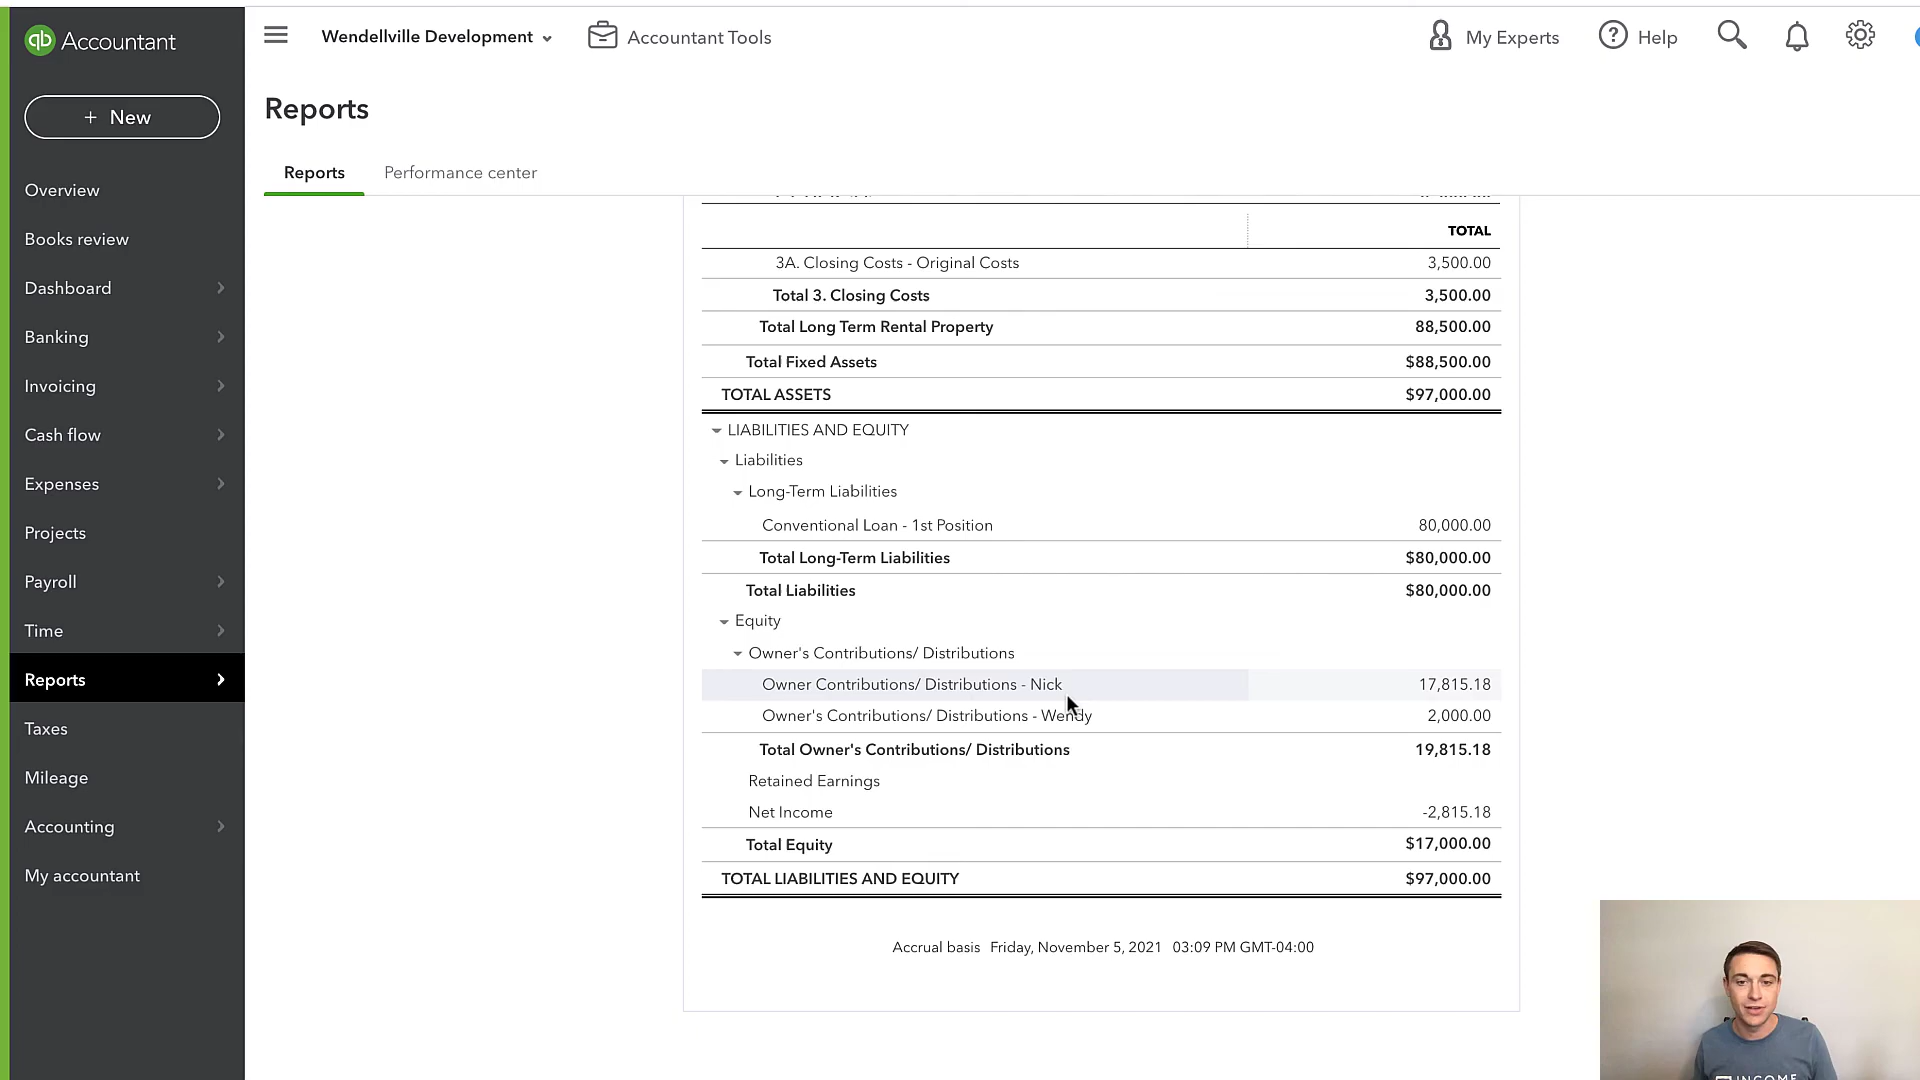 qb Accountant
Wendellville Development
Accountant Tools
My Experts
Help
+ New
Reports
Reports
Performance center
Overview
Books review
Dashboard
Banking
Invoicing
Cash flow
Expenses
Projects
Payroll
Time
Reports
Taxes
Mileage
Accounting
My accountant
TOTAL
3A. Closing Costs - Original Costs 3,500.00
Total 3. Closing Costs 3,500.00
Total Long Term Rental Property 88,500.00
Total Fixed Assets $88,500.00
TOTAL ASSETS $97,000.00
LIABILITIES AND EQUITY
Liabilities
Long-Term Liabilities
Conventional Loan - 1st Position 80,000.00
Total Long-Term Liabilities $80,000.00
Total Liabilities $80,000.00
Equity
Owner's Contributions/ Distributions
Owner Contributions/ Distributions - Nick 17,815.18
Owner's Contributions/ Distributions - Wendy 2,000.00
Total Owner's Contributions/ Distributions 19,815.18
Retained Earnings
Net Income -2,815.18
Total Equity $17,000.00
TOTAL LIABILITIES AND EQUITY $97,000.00
Accrual basis Friday, November 5, 2021 03:09 PM GMT-04:00
INCOME